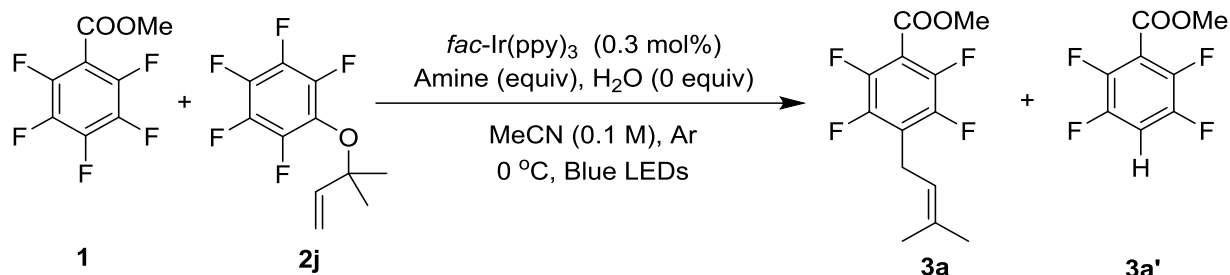 COOMe
F
F
F
F
F
1
+
F
F
F
F
F
O
2j
fac-Ir(ppy)3 (0.3 mol%)
Amine (equiv), H2O (0 equiv)
MeCN (0.1 M), Ar
0 oC, Blue LEDs
COOMe
F
F
F
F
3a
+
COOMe
F
F
F
F
H
3a'